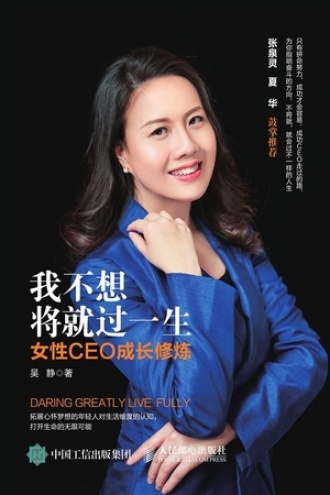 只有拼命努力，成功才会容易。成功CEO走过的路，
为你指明奋斗的方向。不将就，就会过不一样的人生
张泉灵 夏 华 鼓掌推荐
我不想
将就过一生
女性CEO成长修炼
吴 静◎著
DARING GREATLY LIVE FULLY
拓展心怀梦想的年轻人对生活维度的认知，
打开生命的无限可能
中国工信出版集团
人民邮电出版社